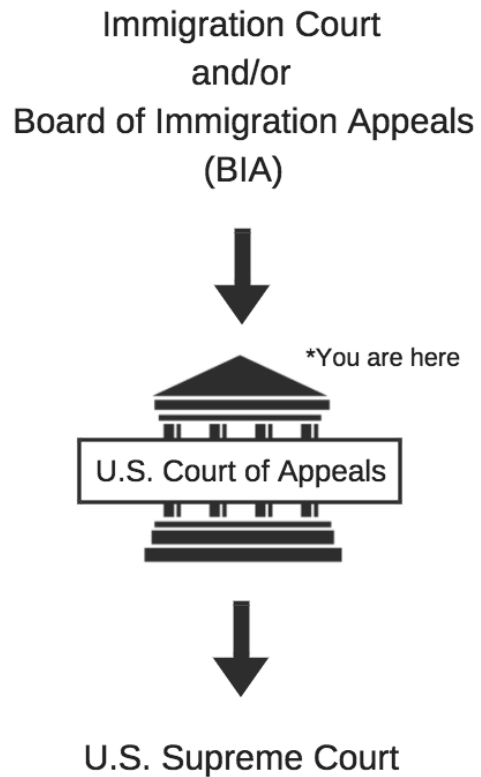 Immigration Court
and/or
Board of Immigration Appeals
(BIA)
*You are here
U.S. Court of Appeals
U.S. Supreme Court